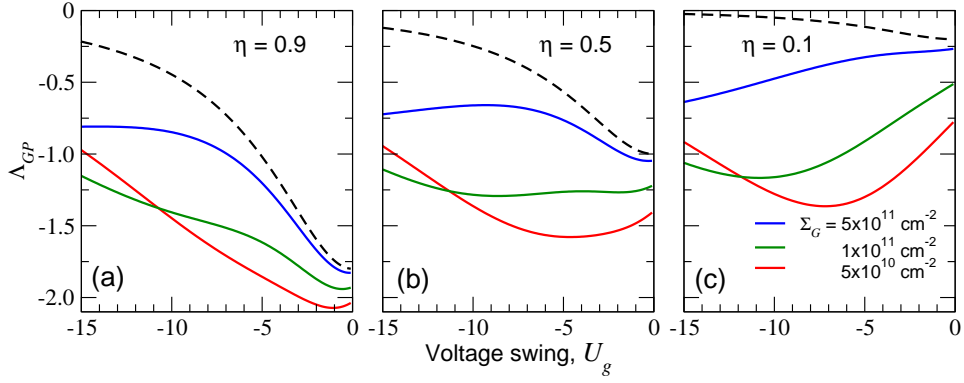 η = 0.9
η = 0.5
η = 0.1
0
-0.5
-1.0
-1.5
-2.0
Λ_GP
Σ_G = 5x10^11 cm^-2
1x10^11 cm^-2
5x10^10 cm^-2
(a)
(b)
(c)
-15 -10 -5 0
-15 -10 -5 0
-15 -10 -5 0
Voltage swing, U_g